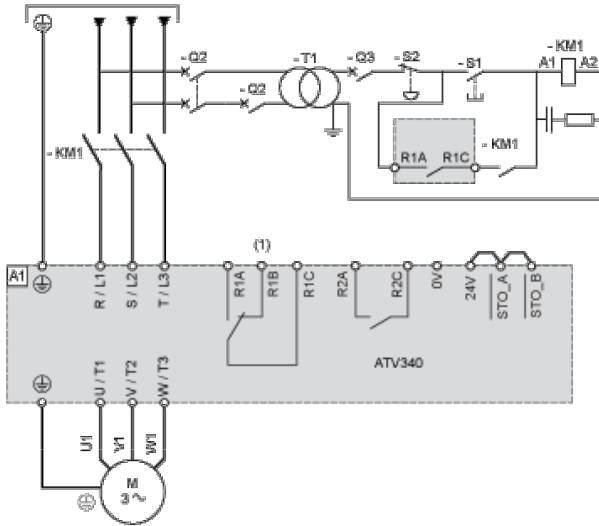 - Q2
- T1
- Q3
- S2
- S1
- KM1
A1
A2
- Q2
- KM1
R1A
R1C
- KM1
(1)
A1
R / L1
S / L2
T / L3
R1A
R1B
R1C
R2A
R2C
0V
24V
STO_A
STO_B
ATV340
U / T1
V / T2
W / T3
U1
V1
W1
M
3 ~